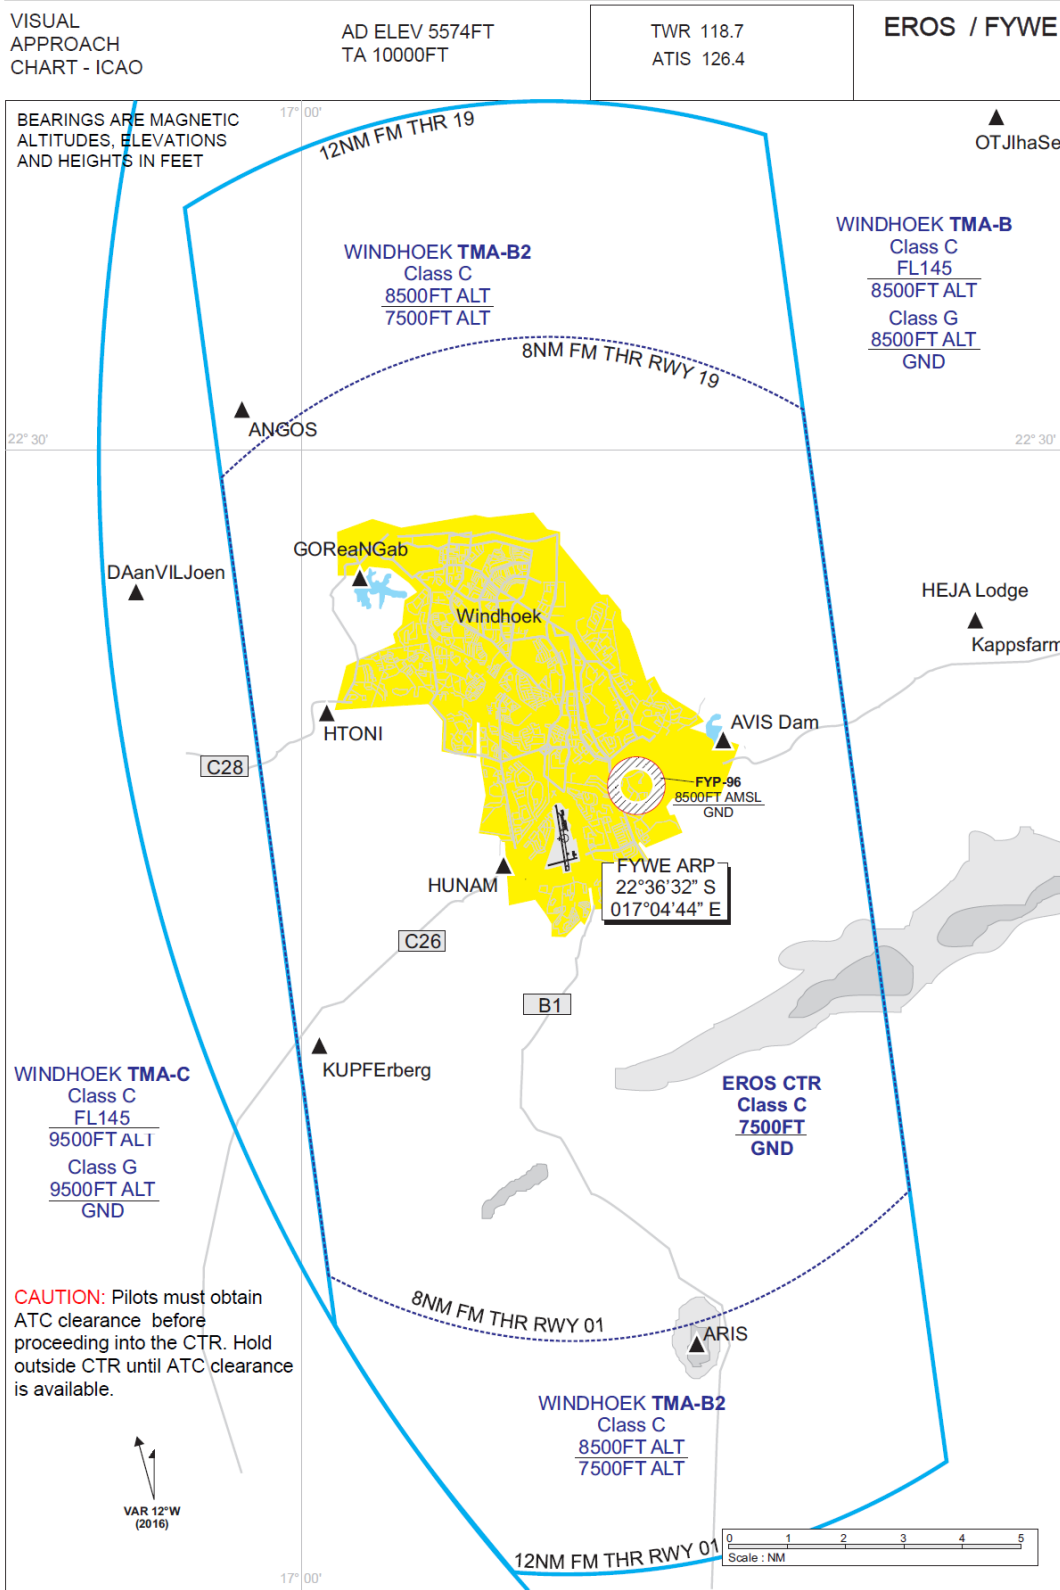 VISUAL
APPROACH
CHART - ICAO
AD ELEV 5574FT
TA 10000FT
TWR 118.7
ATIS 126.4
EROS / FYWE
BEARINGS ARE MAGNETIC
ALTITUDES, ELEVATIONS
AND HEIGHTS IN FEET
17° 00'
12NM FM THR 19
OTJIhaSe
WINDHOEK TMA-B2
Class C
8500FT ALT
7500FT ALT
WINDHOEK TMA-B
Class C
FL145
8500FT ALT
Class G
8500FT ALT
GND
8NM FM THR RWY 19
ANGOS
22° 30'
22° 30'
GOReaNGab
DAanVILJoen
Windhoek
HEJA Lodge
Kappsfarm
HTONI
AVIS Dam
C28
FYP-96
8500FT AMSL
GND
HUNAM
FYWE ARP
22°36'32" S
017°04'44" E
C26
B1
KUPFErberg
WINDHOEK TMA-C
Class C
FL145
9500FT ALT
Class G
9500FT ALT
GND
EROS CTR
Class C
7500FT
GND
8NM FM THR RWY 01
ARIS
CAUTION: Pilots must obtain
ATC clearance before
proceeding into the CTR. Hold
outside CTR until ATC clearance
is available.
WINDHOEK TMA-B2
Class C
8500FT ALT
7500FT ALT
VAR 12°W
(2016)
12NM FM THR RWY 01
0 1 2 3 4 5
Scale : NM
17° 00'